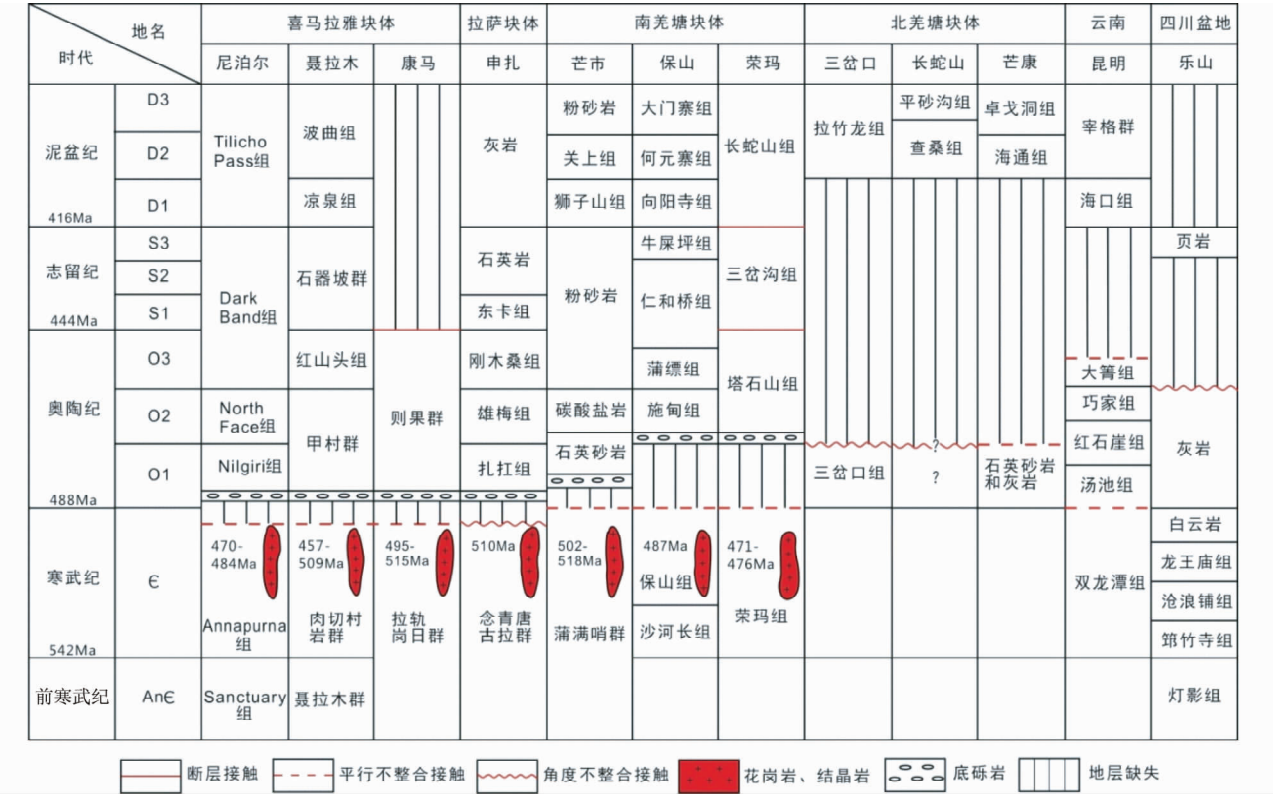 地名
时代
喜马拉雅块体
拉萨块体
南羌塘块体
北羌塘块体
云南
四川盆地
尼泊尔
聂拉木
康马
申扎
芒市
保山
荣玛
三岔口
长蛇山
芒康
昆明
乐山
泥盆纪
416Ma
D3
D2
D1
志留纪
444Ma
S3
S2
S1
奥陶纪
488Ma
O3
O2
O1
寒武纪
542Ma
Є
前寒武纪
AnЄ
Tilicho
Pass组
Dark
Band组
North
Face组
Nilgiri组
470-
484Ma
Annapurna
组
Sanctuary
组
波曲组
凉泉组
石器坡群
红山头组
甲村群
457-
509Ma
肉切村
岩群
聂拉木群
则果群
495-
515Ma
拉轨
岗日群
灰岩
石英岩
东卡组
刚木桑组
雄梅组
扎扛组
510Ma
念青唐
古拉群
粉砂岩
关上组
狮子山组
粉砂岩
碳酸盐岩
石英砂岩
502-
518Ma
蒲满哨群
大门寨组
何元寨组
向阳寺组
牛屎坪组
仁和桥组
蒲缥组
施甸组
487Ma
保山组
沙河长组
长蛇山组
三岔沟组
塔石山组
471-
476Ma
荣玛组
拉竹龙组
三岔口组
平砂沟组
查桑组
?
?
卓戈洞组
海通组
石英砂岩
和灰岩
宰格群
海口组
大箐组
巧家组
红石崖组
汤池组
双龙潭组
页岩
灰岩
白云岩
龙王庙组
沧浪铺组
筇竹寺组
灯影组
断层接触
平行不整合接触
角度不整合接触
花岗岩、结晶岩
底砾岩
地层缺失